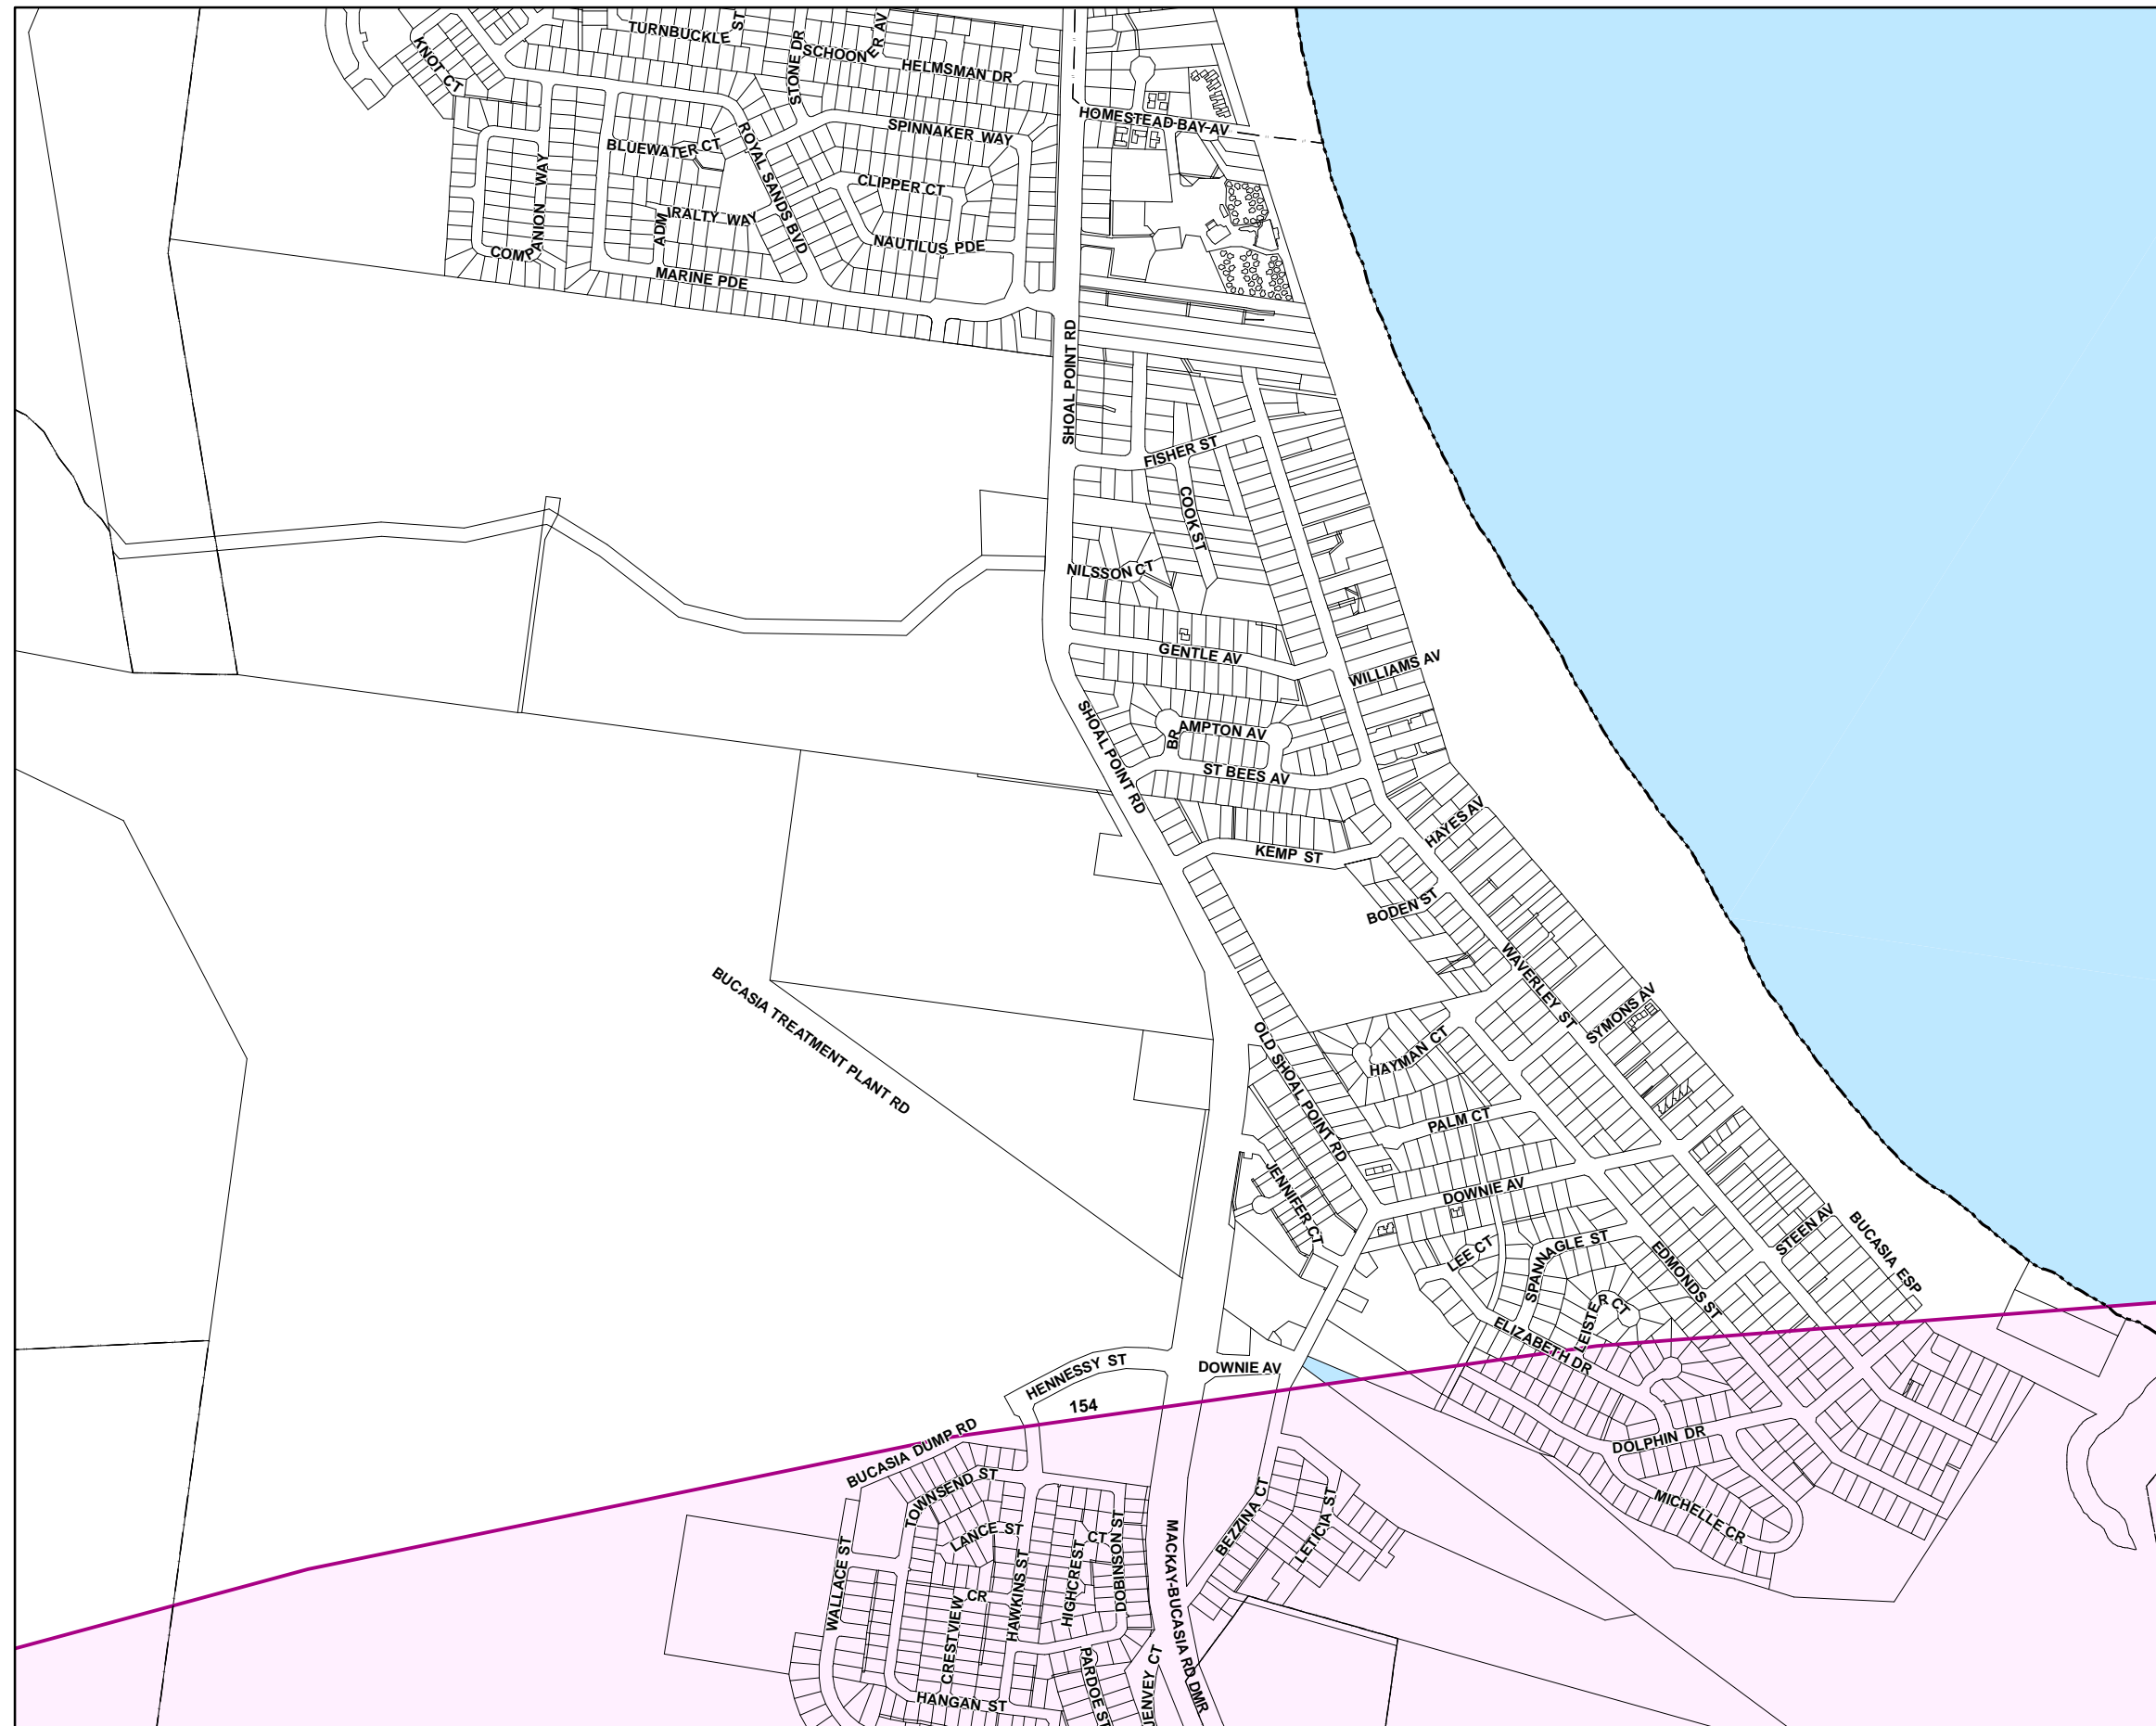 KNOT CT
TURNBUCKLE ST
STONE DR
SCHOONER AV
HELMSMAN DR
HOMESTEAD BAY AV
SPINNAKER WAY
BLUEWATER CT
ROYAL SANDS BVD
CLIPPER CT
COMPANION WAY
ADMIRALTY WAY
NAUTILUS PDE
MARINE PDE
SHOAL POINT RD
FISHER ST
COOK ST
NILSSON CT
GENTLE AV
WILLIAMS AV
SHOAL POINT RD
BRAMPTON AV
ST BEES AV
HAYES AV
KEMP ST
BODEN ST
WAVERLEY ST
BUCASIA TREATMENT PLANT RD
SYMONS AV
OLD SHOAL POINT RD
HAYMAN CT
PALM CT
JENNIFER CT
DOWNIE AV
STEEN AV
BUCASIA ESP
LEE CT
SPANNAGLE ST
EDMONDS ST
LEISTER CT
ELIZABETH DR
HENNESSY ST
DOWNIE AV
154
BUCASIA DUMP RD
DOLPHIN DR
TOWNSEND ST
MICHELLE CR
LANCE ST
BEZZINA CT
LETICIA ST
WALLACE ST
HAWKINS ST
HIGHCREST CT
DOBINSON ST
MACKAY-BUCASIA RD DMR
CRESTVIEW CR
PARDOE ST
JENVEY CT
HANGAN ST